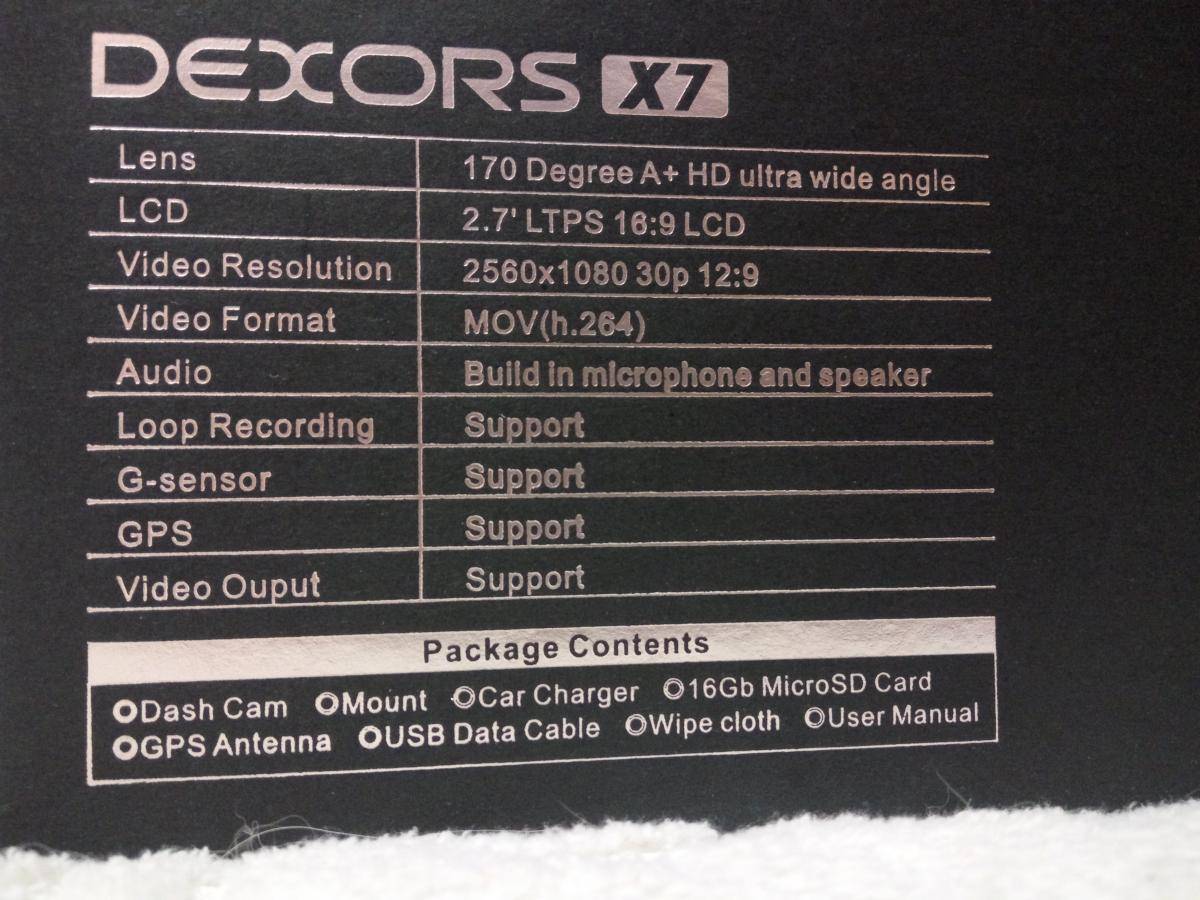 DEXORS X7
Lens 170 Degree A+ HD ultra wide angle
LCD 2.7' LTPS 16:9 LCD
Video Resolution 2560x1080 30p 12:9
Video Format MOV(h.264)
Audio Build in microphone and speaker
Loop Recording Support
G-sensor Support
GPS Support
Video Ouput Support
Package Contents
Dash Cam Mount Car Charger 16Gb MicroSD Card
GPS Antenna USB Data Cable Wipe cloth User Manual